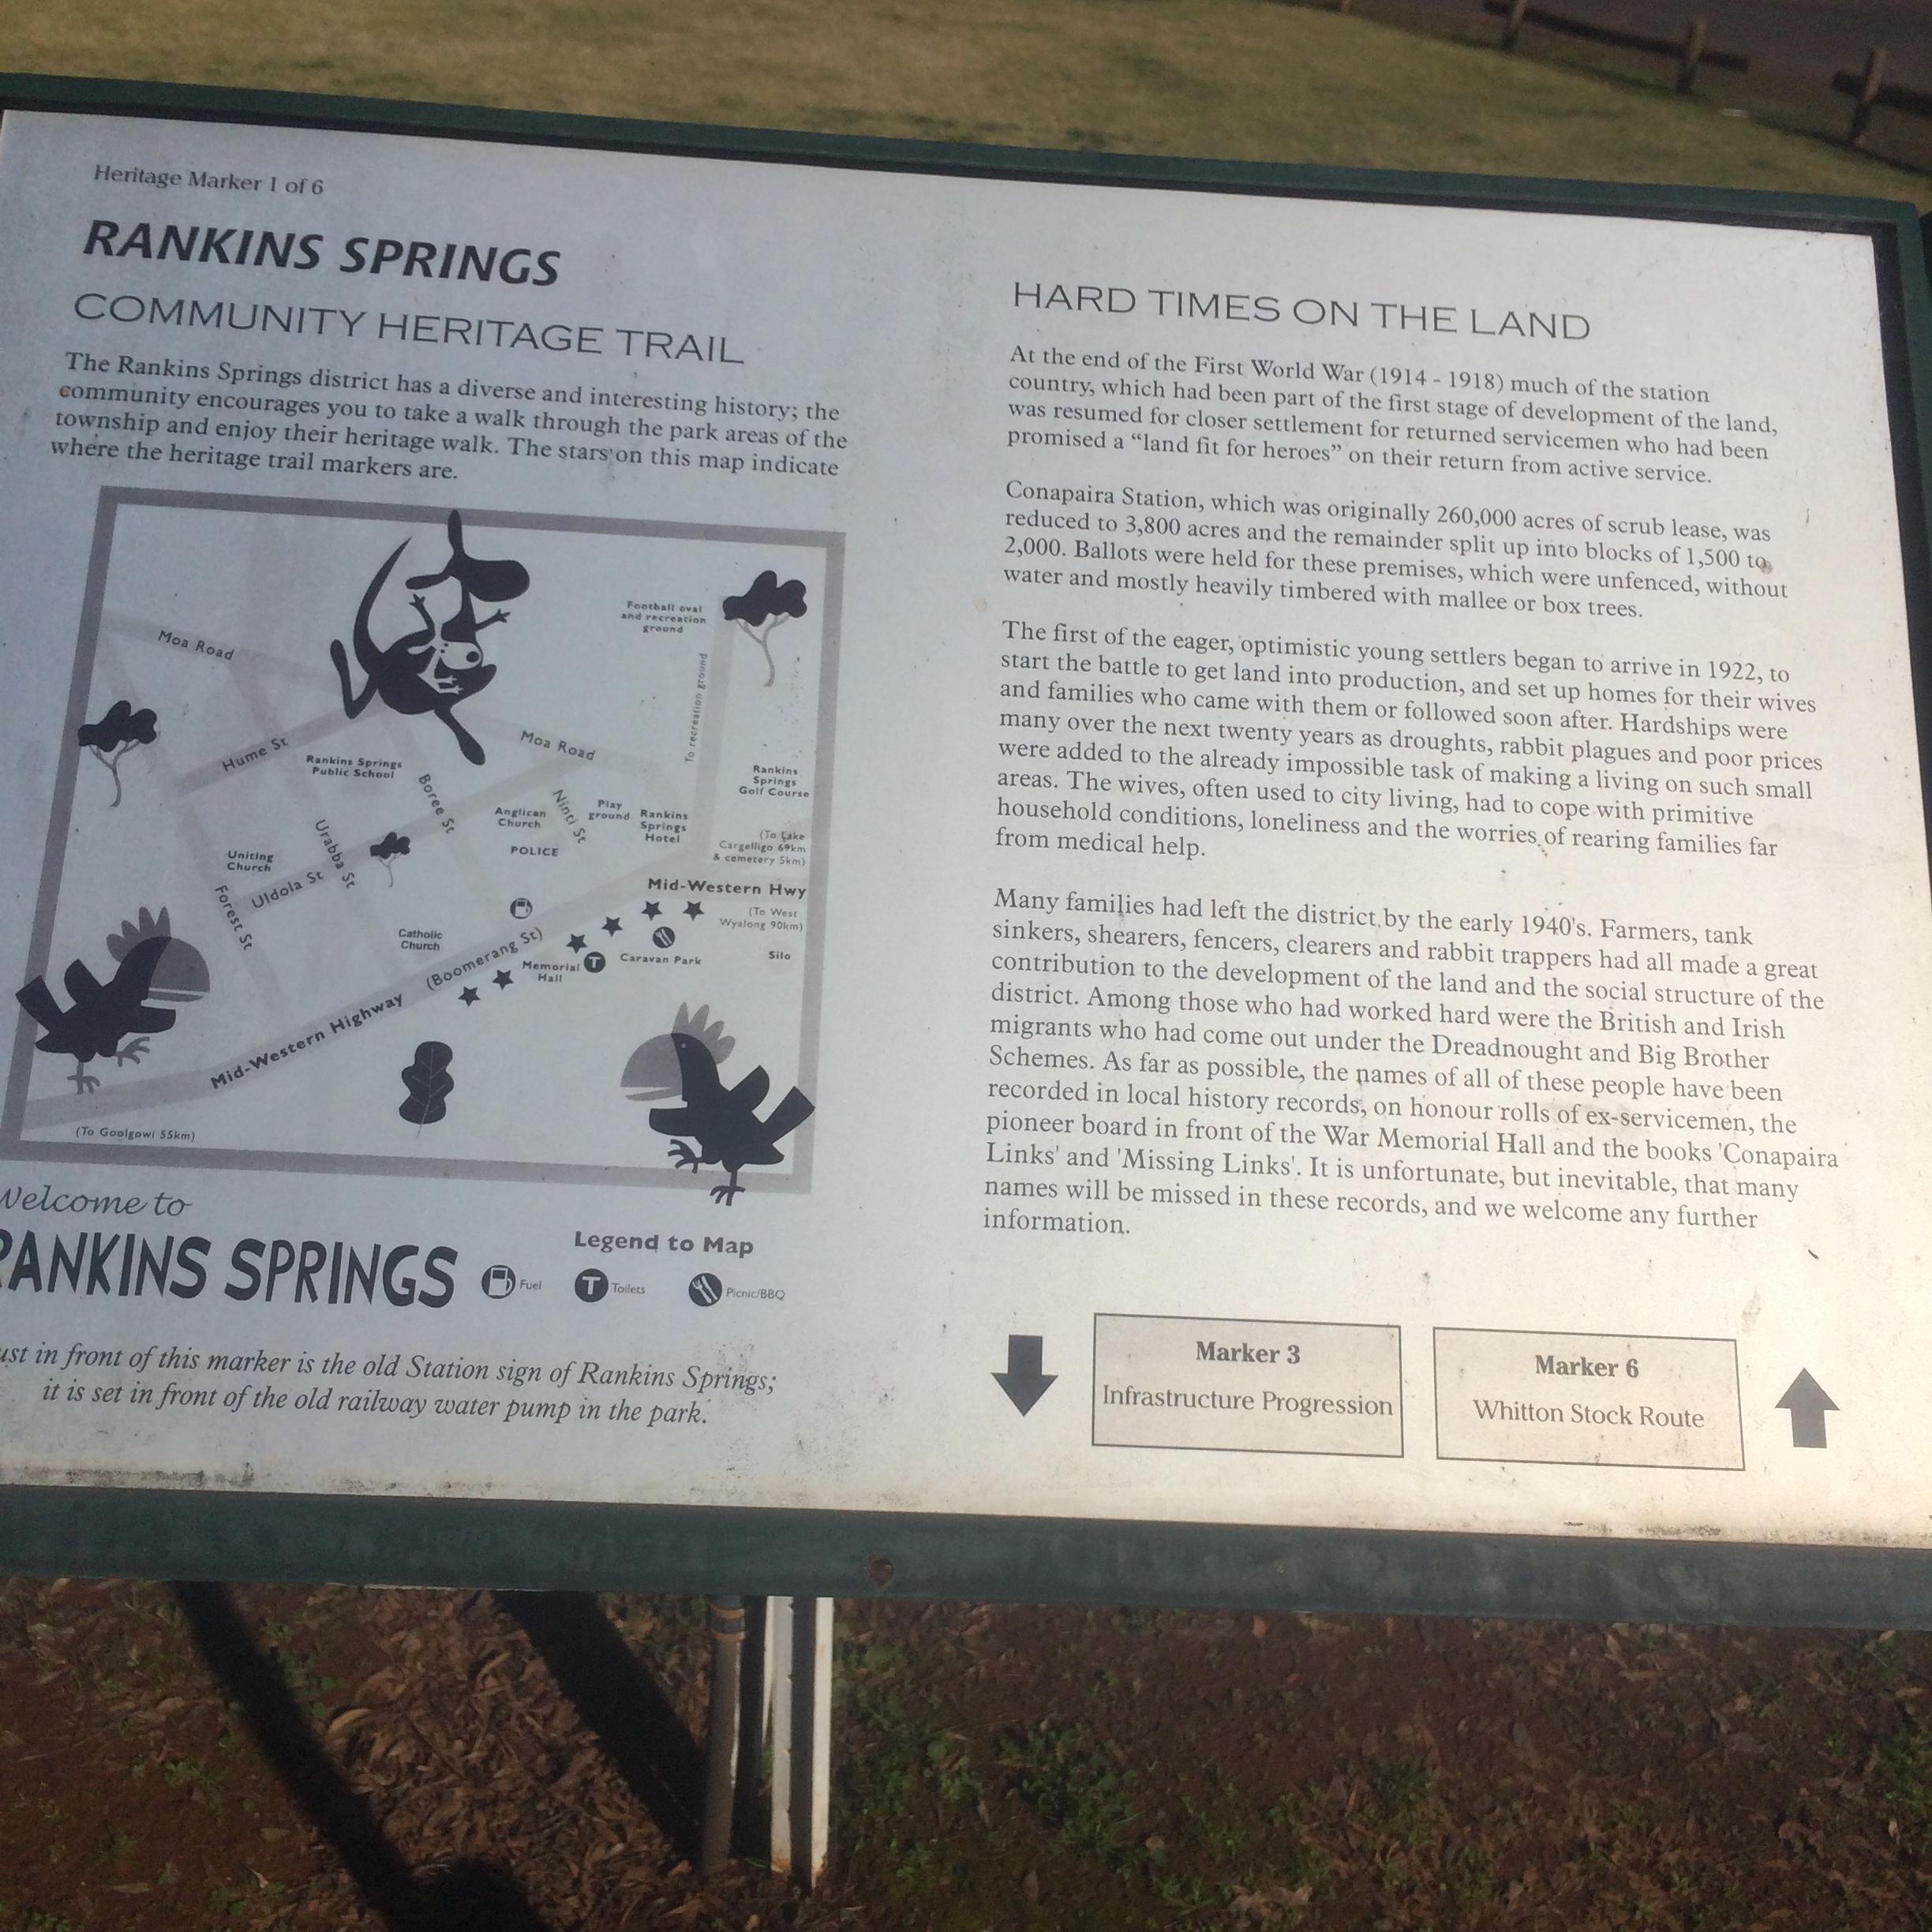 Heritage Marker 1 of 6
RANKINS SPRINGS
COMMUNITY HERITAGE TRAIL
The Rankins Springs district has a diverse and interesting history; the
community encourages you to take a walk through the park areas of the
township and enjoy their heritage walk. The stars on this map indicate
where the heritage trail markers are.
Football oval
and recreation
ground
Moa Road
To recreation ground
Hume St
Moa Road
Rankins Springs
Public School
Boree St
Rankins
Springs
Golf Course
Anglican
Church
Ninti St
Play
ground
Rankins
Springs
Hotel
Urabba St
POLICE
(To Lake
Cargelligo 69km
& cemetery 5km)
Uniting
Church
Uldola St
Forest St
Mid-Western Hwy
(To West
Wyalong 90km)
Catholic
Church
(Boomerang St)
Memorial
Hall
T
Caravan Park
Silo
Mid-Western Highway
(To Goolgowi 55km)
Welcome to
RANKINS SPRINGS
Legend to Map
Fuel
T Toilets
Picnic/BBQ
ust in front of this marker is the old Station sign of Rankins Springs;
it is set in front of the old railway water pump in the park.
HARD TIMES ON THE LAND
At the end of the First World War (1914 - 1918) much of the station
country, which had been part of the first stage of development of the land,
was resumed for closer settlement for returned servicemen who had been
promised a “land fit for heroes” on their return from active service.
Conapaira Station, which was originally 260,000 acres of scrub lease, was
reduced to 3,800 acres and the remainder split up into blocks of 1,500 to
2,000. Ballots were held for these premises, which were unfenced, without
water and mostly heavily timbered with mallee or box trees.
The first of the eager, optimistic young settlers began to arrive in 1922, to
start the battle to get land into production, and set up homes for their wives
and families who came with them or followed soon after. Hardships were
many over the next twenty years as droughts, rabbit plagues and poor prices
were added to the already impossible task of making a living on such small
areas. The wives, often used to city living, had to cope with primitive
household conditions, loneliness and the worries of rearing families far
from medical help.
Many families had left the district by the early 1940's. Farmers, tank
sinkers, shearers, fencers, clearers and rabbit trappers had all made a great
contribution to the development of the land and the social structure of the
district. Among those who had worked hard were the British and Irish
migrants who had come out under the Dreadnought and Big Brother
Schemes. As far as possible, the names of all of these people have been
recorded in local history records, on honour rolls of ex-servicemen, the
pioneer board in front of the War Memorial Hall and the books 'Conapaira
Links' and 'Missing Links'. It is unfortunate, but inevitable, that many
names will be missed in these records, and we welcome any further
information.
Marker 3
Infrastructure Progression
Marker 6
Whitton Stock Route